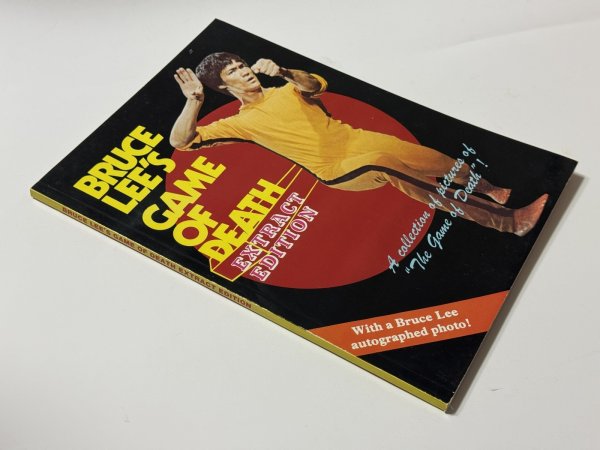 BRUCE
LEE'S
GAME
OF
DEATH
EXTRACT
EDITION
A collection of pictures of
"The Game of Death"!
With a Bruce Lee
autographed photo!
BRUCE LEE'S GAME OF DEATH EXTRACT EDITION